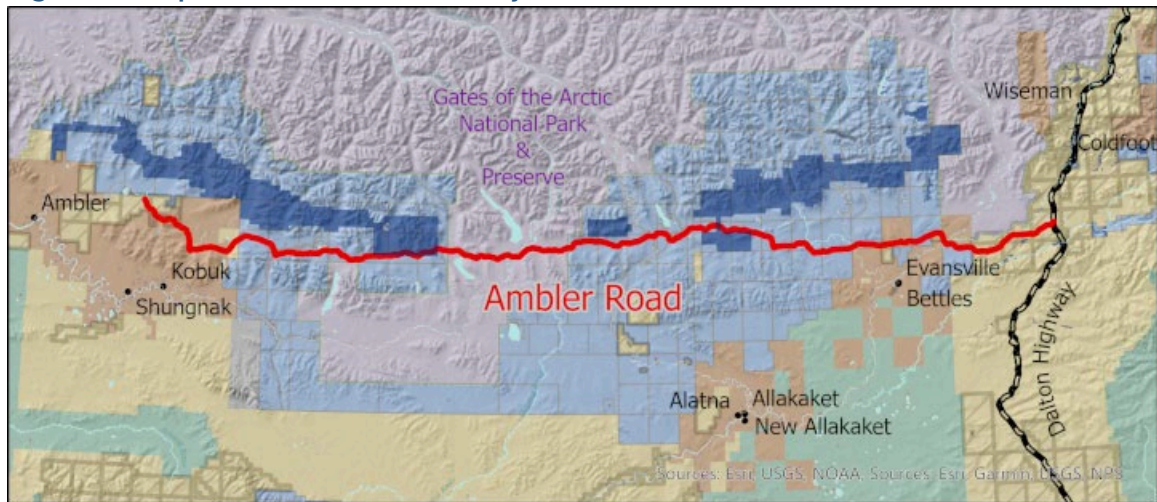 Wiseman
Gates of the Arctic
National Park
&
Preserve
Coldfoot
Ambler
Kobuk
Shungnak
Ambler Road
Evansville
Bettles
Dalton Highway
Alatna
Allakaket
New Allakaket
Sources: Esri, USGS, NOAA, Sources: Esri, Garmin, USGS, NPS